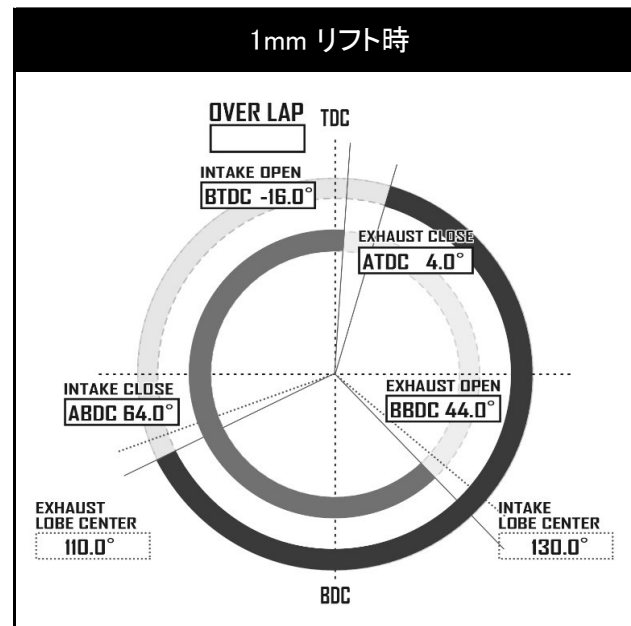 1mm リフト時
OVER LAP
TDC
INTAKE OPEN
BTDC -16.0°
EXHAUST CLOSE
ATDC 4.0°
INTAKE CLOSE
ABDC 64.0°
EXHAUST OPEN
BBDC 44.0°
EXHAUST
LOBE CENTER
110.0°
INTAKE
LOBE CENTER
130.0°
BDC